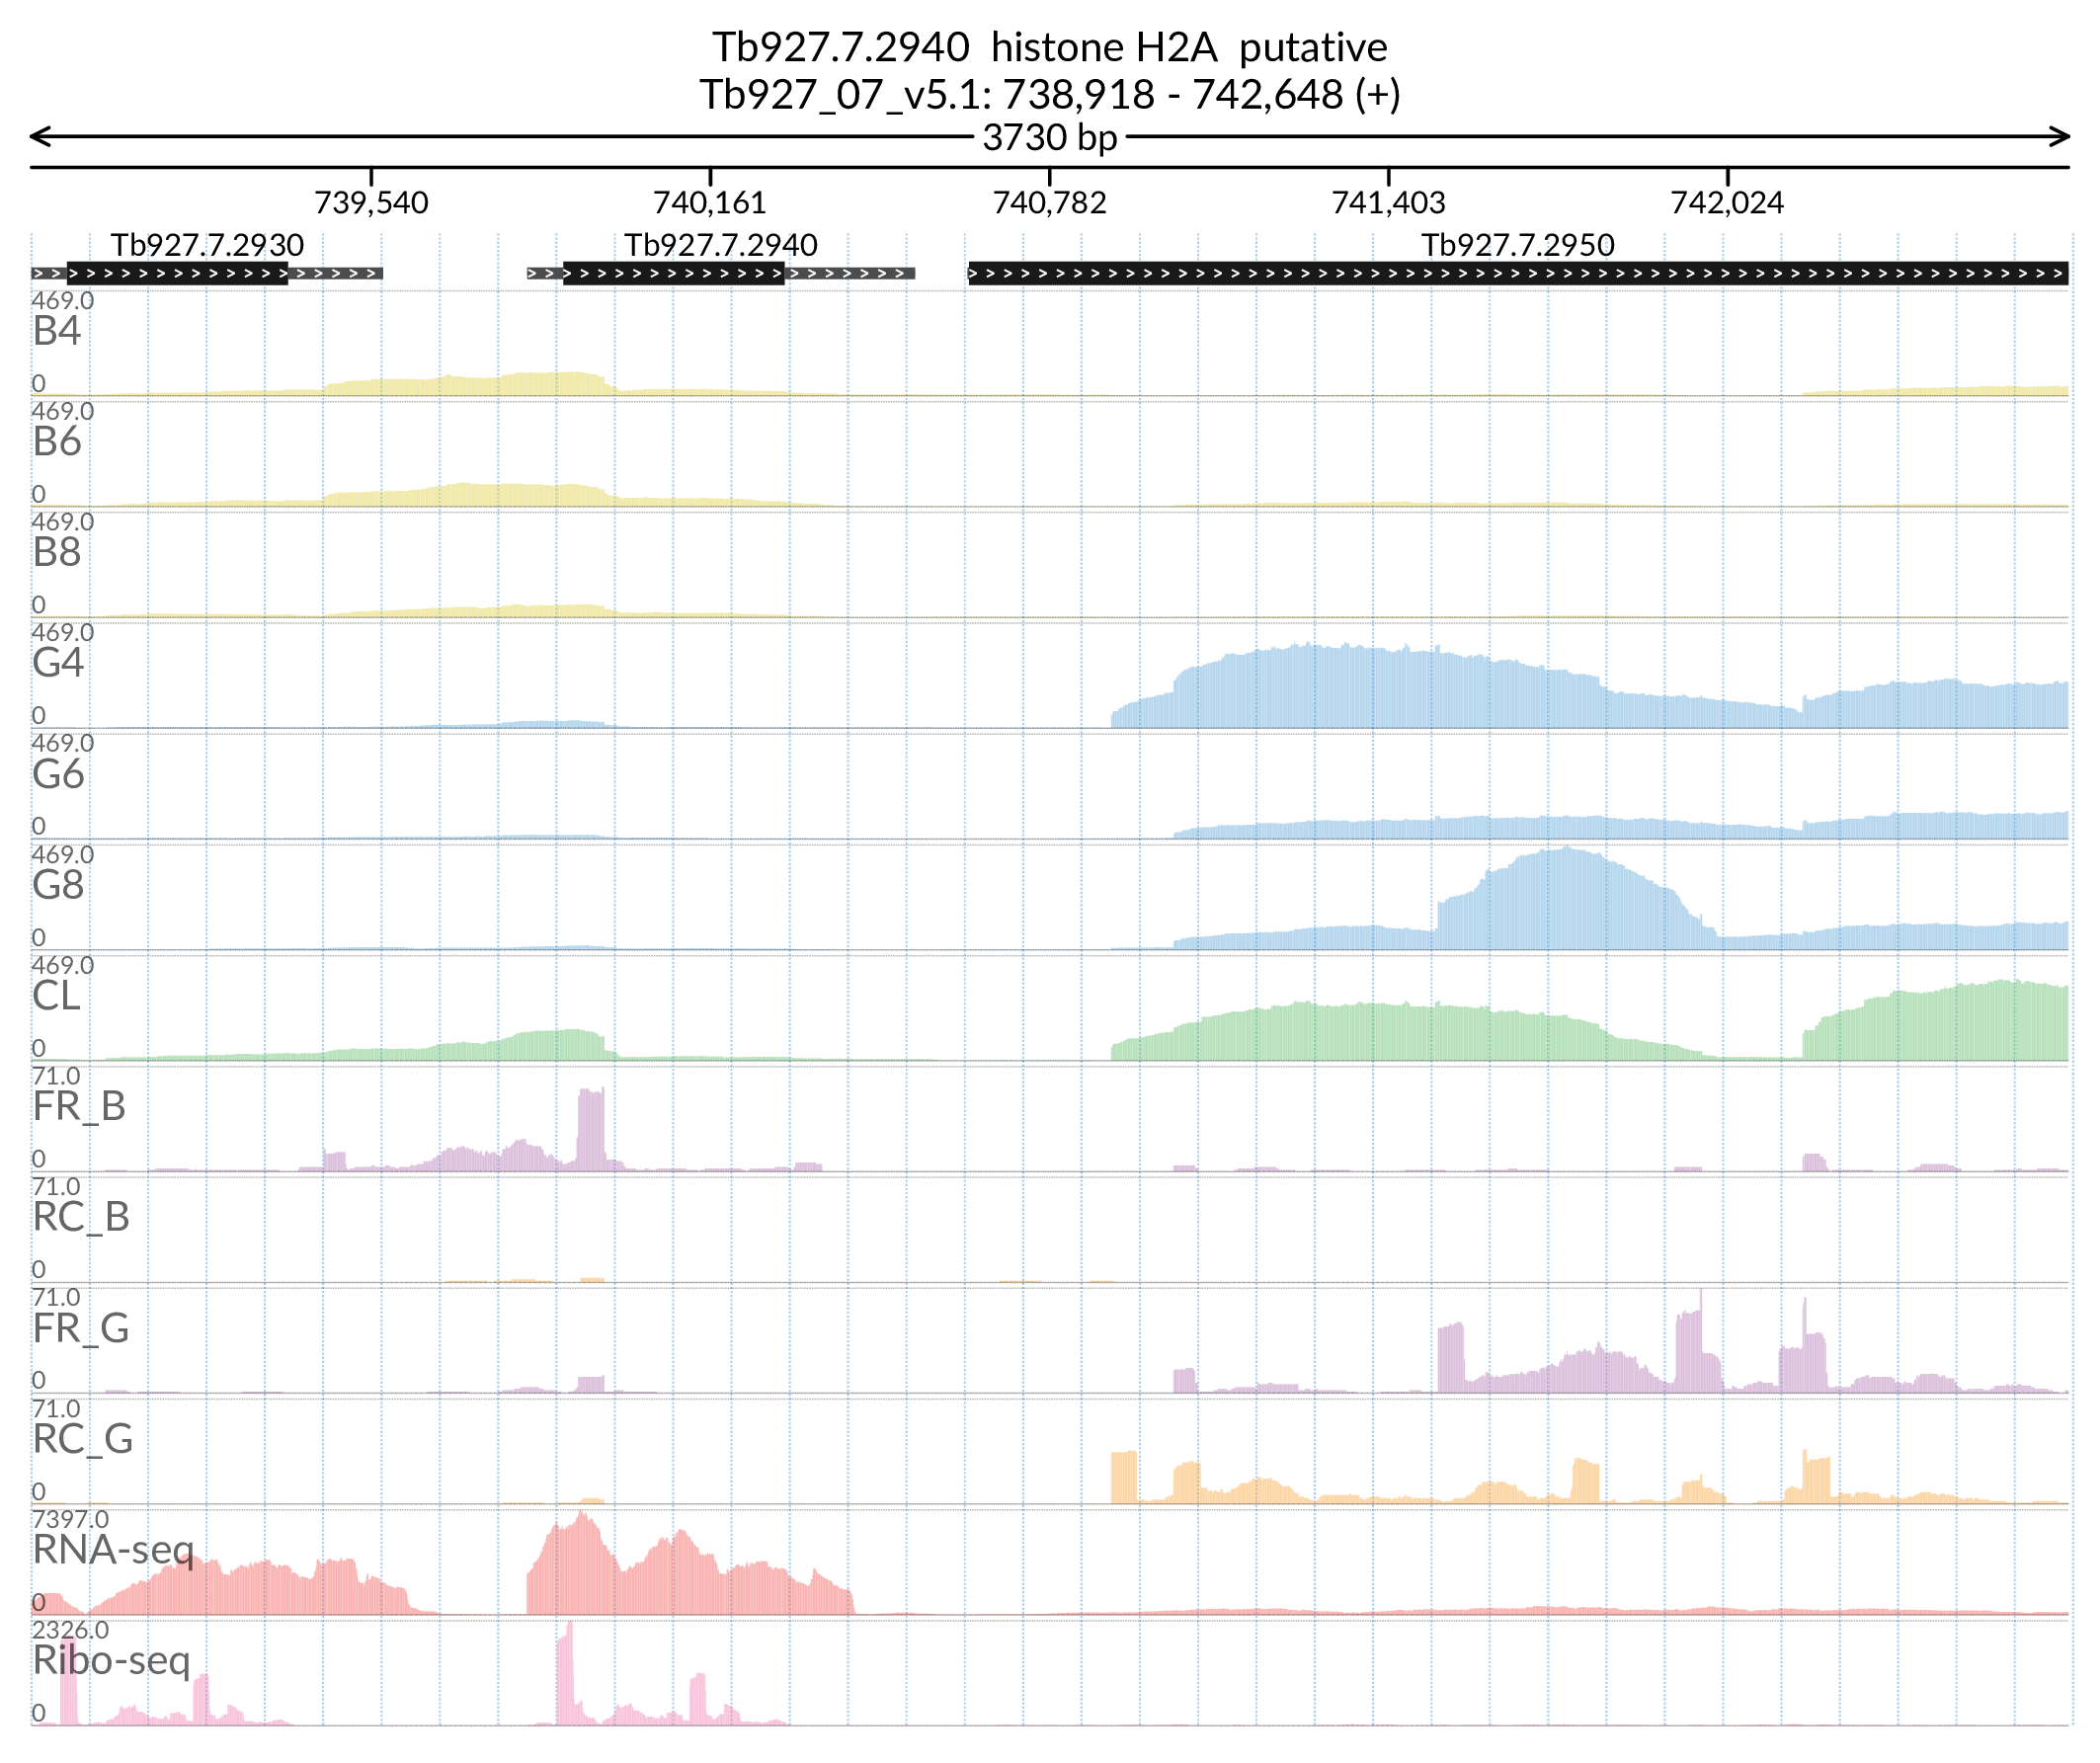 Tb927.7.2940 histone H2A putative
Tb927_07_v5.1: 738,918 - 742,648 (+)
3730 bp
739,540 740,161 740,782 741,403 742,024
Tb927.7.2930 Tb927.7.2940 Tb927.7.2950
469.0
B4
0
469.0
B6
0
469.0
B8
0
469.0
G4
0
469.0
G6
0
469.0
G8
0
469.0
CL
0
71.0
FR_B
0
71.0
RC_B
0
71.0
FR_G
0
71.0
RC_G
0
7397.0
RNA-seq
0
2326.0
Ribo-seq
0